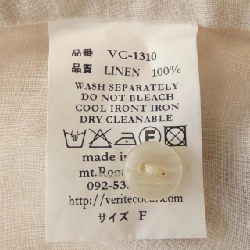 品番 VC-1310
品質 LINEN 100%
WASH SEPARATELY
DO NOT BLEACH
COOL IRONT IRON
DRY CLEANABLE
made in
mt.Roc
092-53
http://veritecoeur.com/
サイズ F